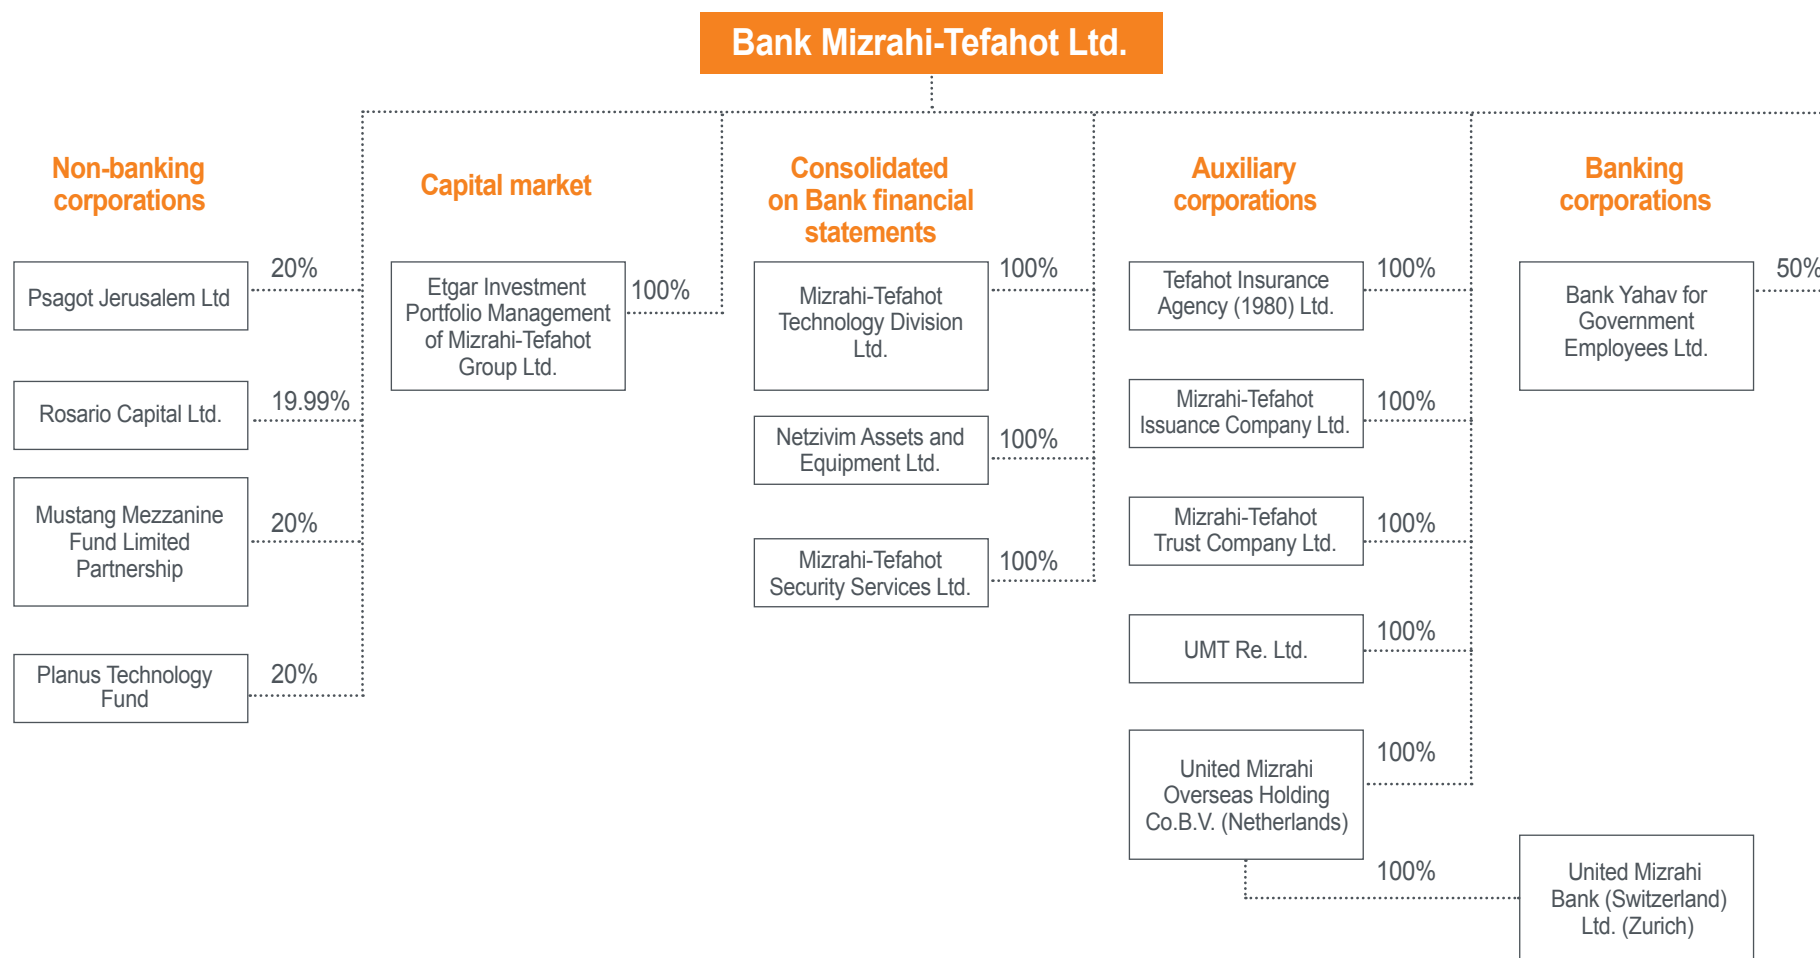 Bank Mizrahi-Tefahot Ltd.
Non-banking
corporations
Psagot Jerusalem Ltd
20%
Rosario Capital Ltd.
19.99%
Mustang Mezzanine
Fund Limited
Partnership
20%
Planus Technology
Fund
20%
Capital market
Etgar Investment
Portfolio Management
of Mizrahi-Tefahot
Group Ltd.
100%
Consolidated
on Bank financial
statements
Mizrahi-Tefahot
Technology Division
Ltd.
100%
Netzivim Assets and
Equipment Ltd.
100%
Mizrahi-Tefahot
Security Services Ltd.
100%
Auxiliary
corporations
Tefahot Insurance
Agency (1980) Ltd.
100%
Mizrahi-Tefahot
Issuance Company Ltd.
100%
Mizrahi-Tefahot
Trust Company Ltd.
100%
UMT Re. Ltd.
100%
United Mizrahi
Overseas Holding
Co.B.V. (Netherlands)
100%
100%
Banking
corporations
Bank Yahav for
Government
Employees Ltd.
50%
United Mizrahi
Bank (Switzerland)
Ltd. (Zurich)